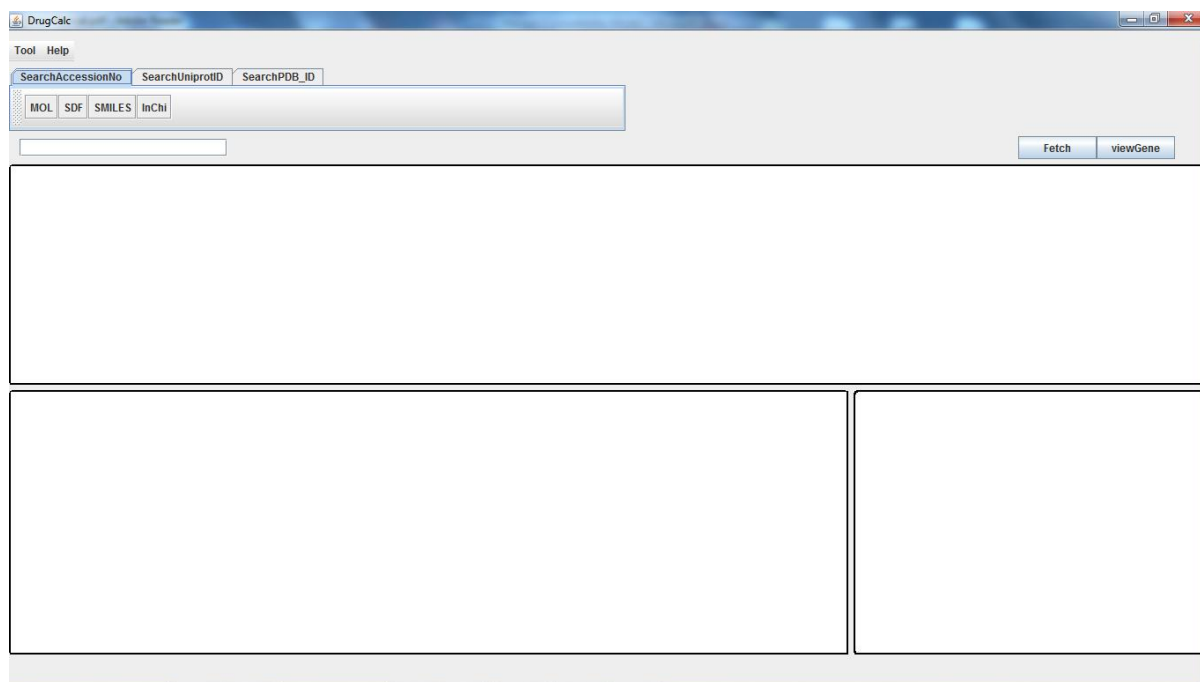 DrugCalc
Tool Help
SearchAccessionNo SearchUniprotID SearchPDB_ID
MOL SDF SMILES InChi
Fetch viewGene